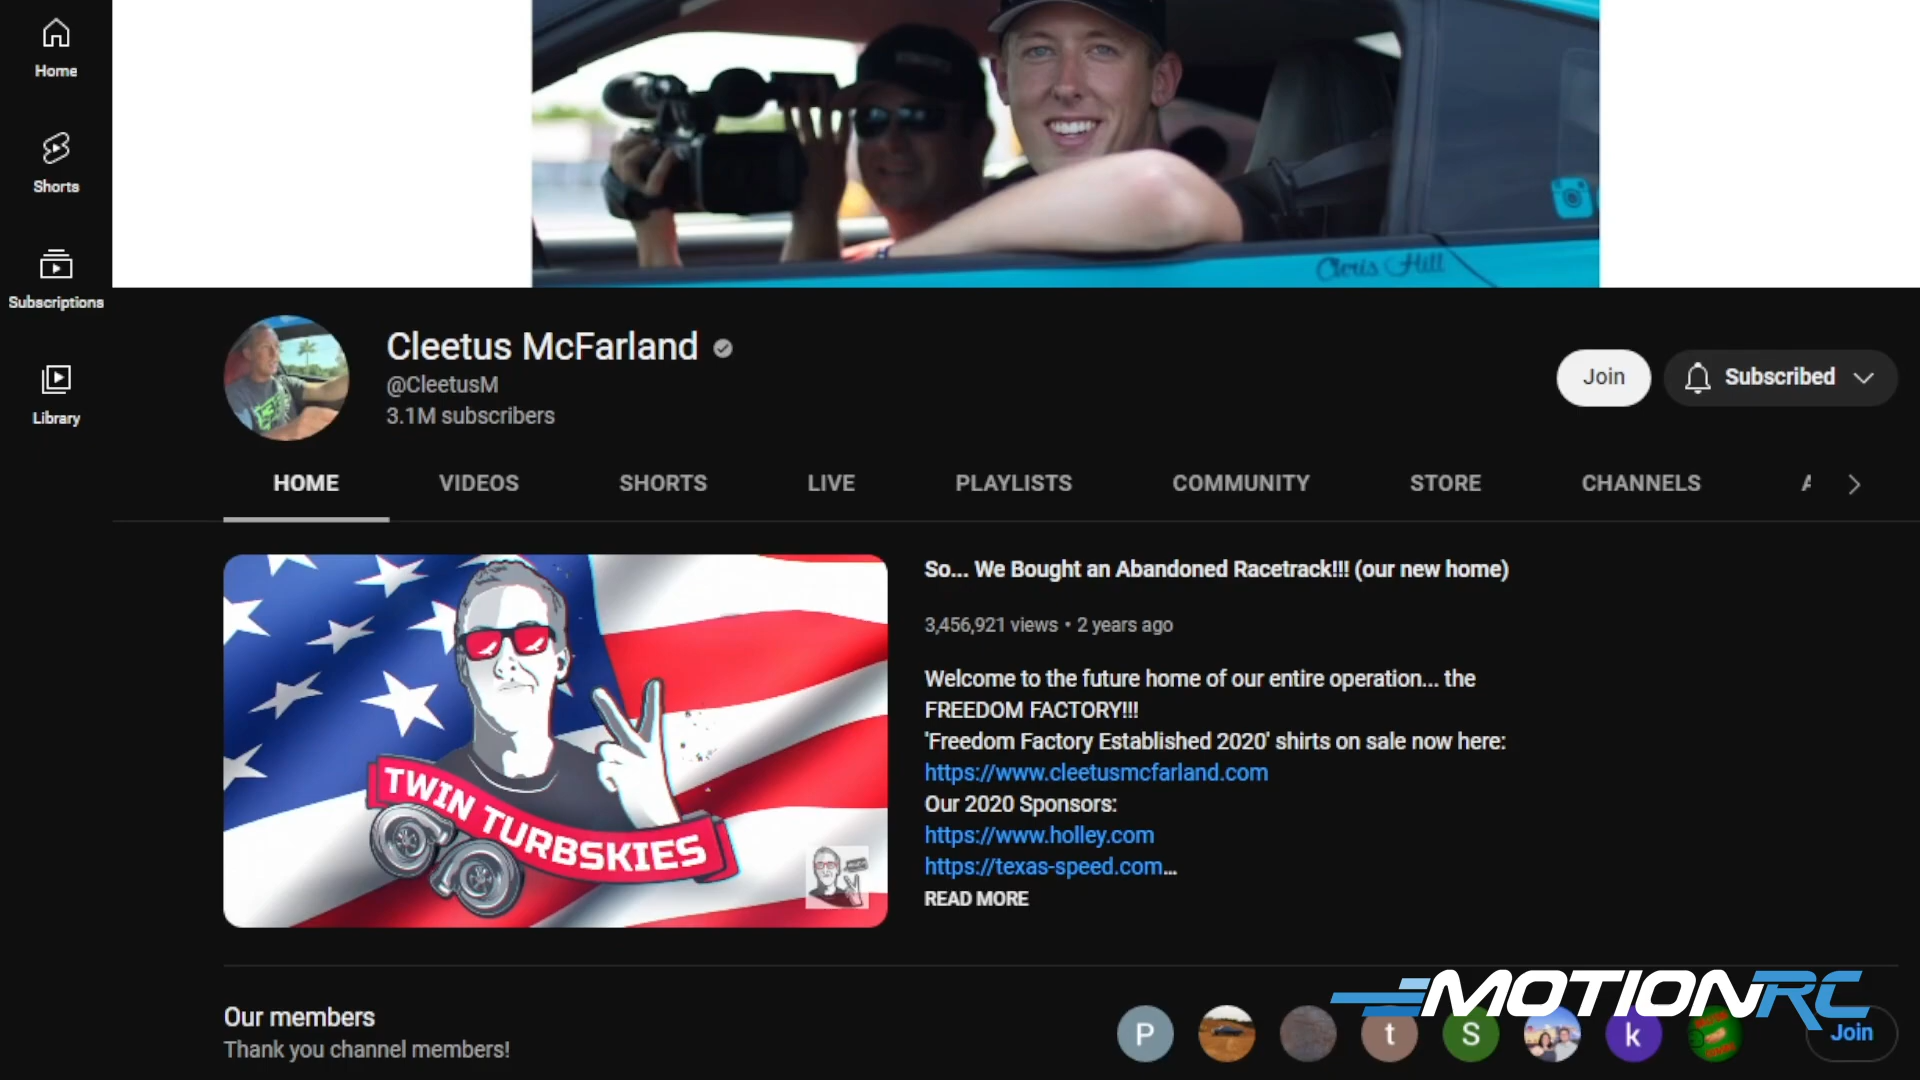 Home
Shorts
Subscriptions
Library
Chris Hill
Cleetus McFarland
@CleetusM
3.1M subscribers
Join
Subscribed
HOME
VIDEOS
SHORTS
LIVE
PLAYLISTS
COMMUNITY
STORE
CHANNELS
TWIN TURBSKIES
So... We Bought an Abandoned Racetrack!!! (our new home)
3,456,921 views • 2 years ago
Welcome to the future home of our entire operation... the
FREEDOM FACTORY!!!
'Freedom Factory Established 2020' shirts on sale now here:
https://www.cleetusmcfarland.com
Our 2020 Sponsors:
https://www.holley.com
https://texas-speed.com...
READ MORE
Our members
Thank you channel members!
P
t
S
k
MOTIONRC
Join